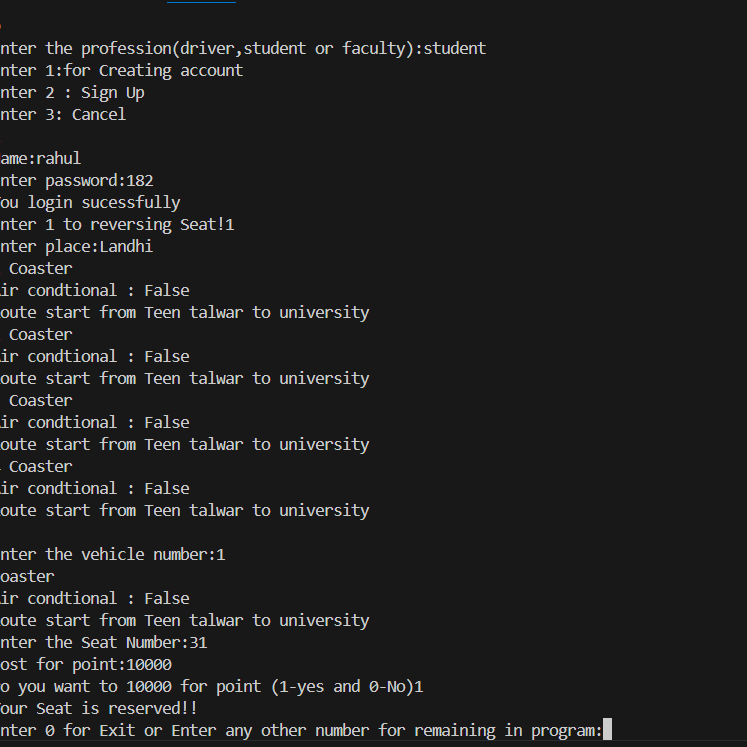 nter the profession(driver,student or faculty):student
nter 1:for Creating account
nter 2 : Sign Up
nter 3: Cancel
ame:rahul
nter password:182
ou login sucessfully
nter 1 to reversing Seat!1
nter place:Landhi
Coaster
ir condtional : False
oute start from Teen talwar to university
Coaster
ir condtional : False
oute start from Teen talwar to university
Coaster
ir condtional : False
oute start from Teen talwar to university
Coaster
ir condtional : False
oute start from Teen talwar to university
nter the vehicle number:1
oaster
ir condtional : False
oute start from Teen talwar to university
nter the Seat Number:31
ost for point:10000
o you want to 10000 for point (1-yes and 0-No)1
our Seat is reserved!!
nter 0 for Exit or Enter any other number for remaining in program: